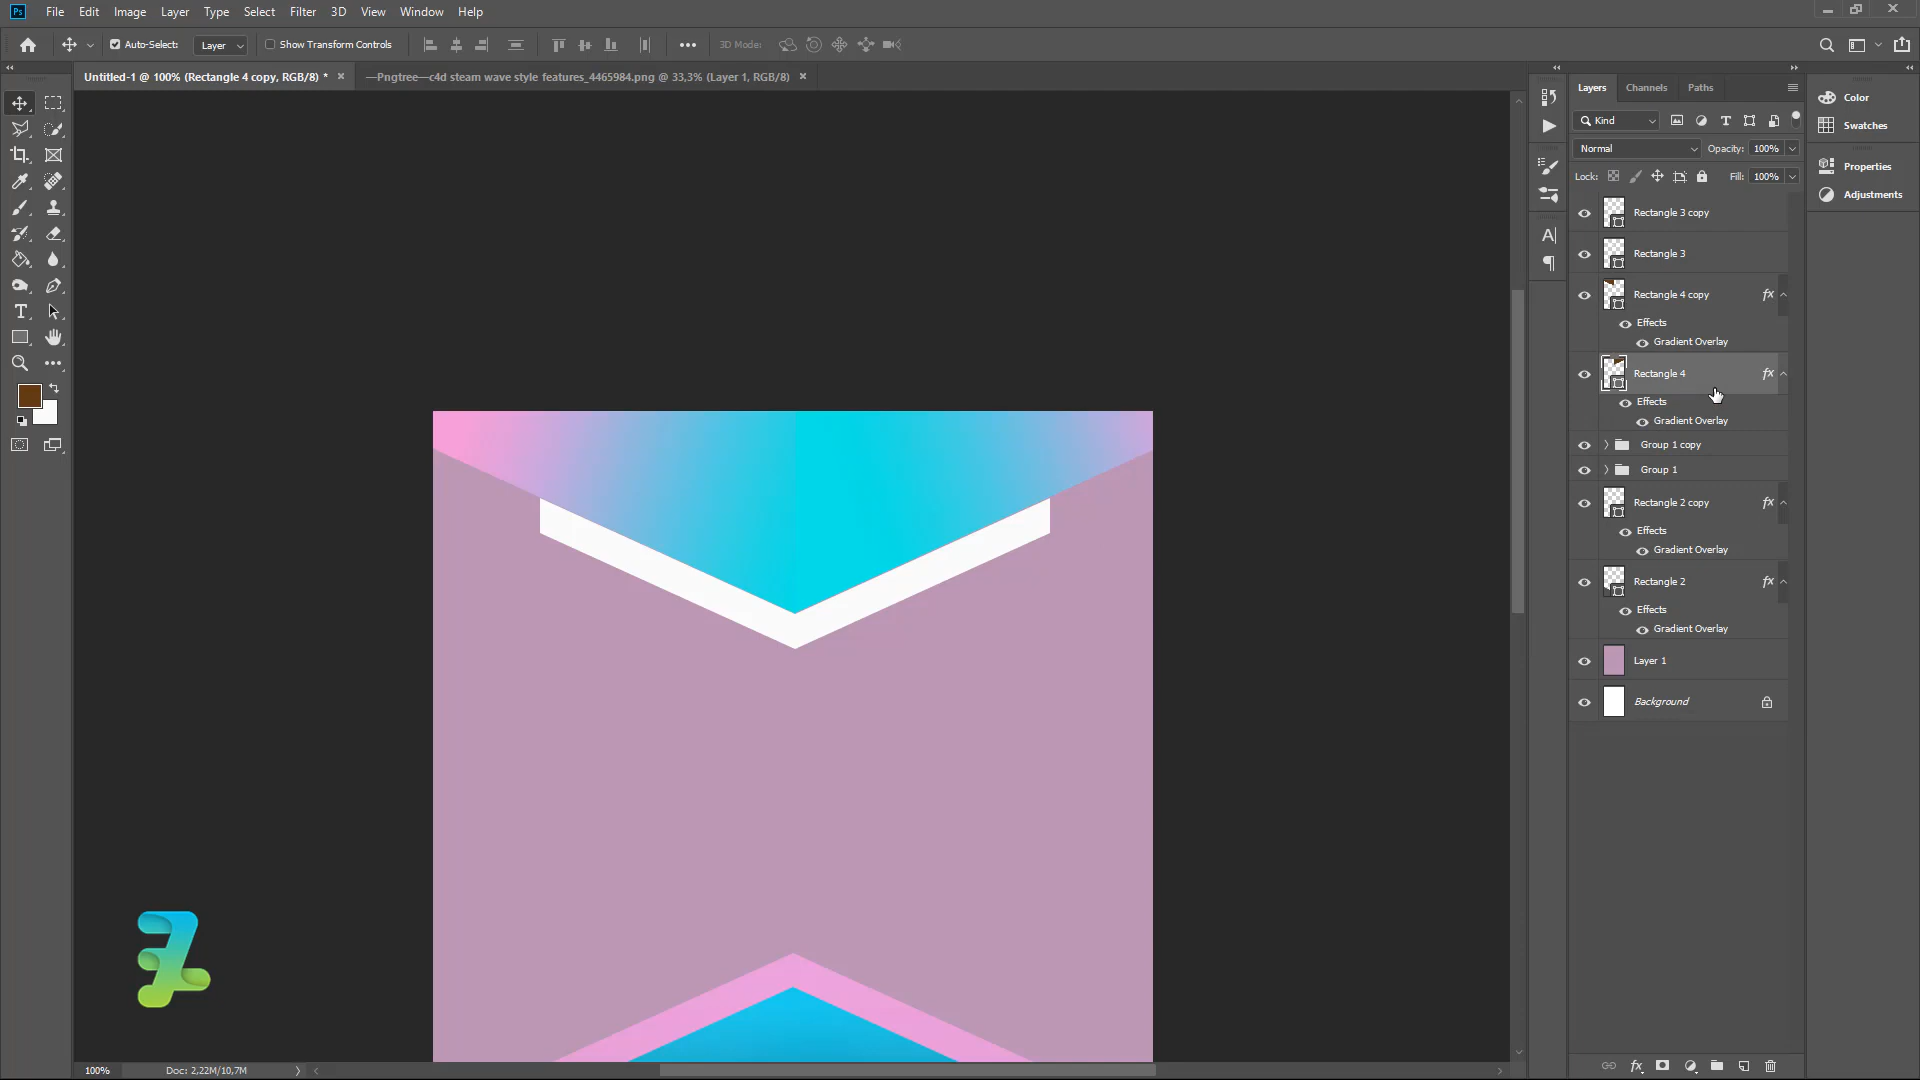 Ps File Edit Image Layer Type Select Filter 3D View Window Help
Auto-Select: Layer Show Transform Controls 3D Mode:
Untitled-1 @ 100% (Rectangle 4 copy, RGB/8) * × —Pngtree—c4d steam wave style features_4465984.png @ 33,3% (Layer 1, RGB/8) ×
Layers Channels Paths
Kind
Normal Opacity: 100%
Lock: Fill: 100%
Rectangle 3 copy
Rectangle 3
Rectangle 4 copy fx
Effects
Gradient Overlay
Rectangle 4 fx
Effects
Gradient Overlay
Group 1 copy
Group 1
Rectangle 2 copy fx
Effects
Gradient Overlay
Rectangle 2 fx
Effects
Gradient Overlay
Layer 1
Background
Color
Swatches
Properties
Adjustments
100% Doc: 2,22M/10,7M